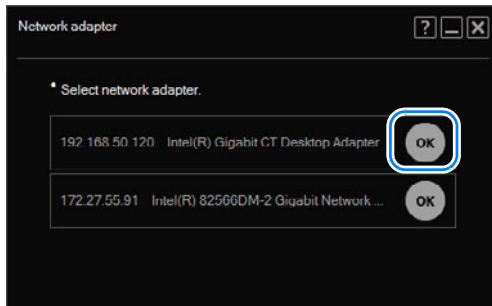 Network adapter ?
Select network adapter.
192.168.50.120 Intel(R) Gigabit CT Desktop Adapter OK
172.27.55.91 Intel(R) 82566DM-2 Gigabit Network ... OK